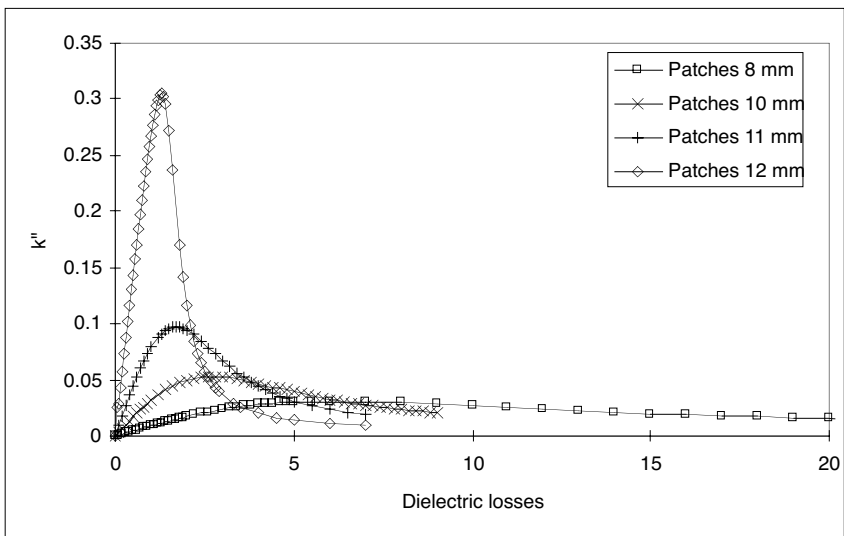 0.35
0.3
0.25
0.2
0.15
0.1
0.05
0
k"
0 5 10 15 20
Dielectric losses
Patches 8 mm
Patches 10 mm
Patches 11 mm
Patches 12 mm